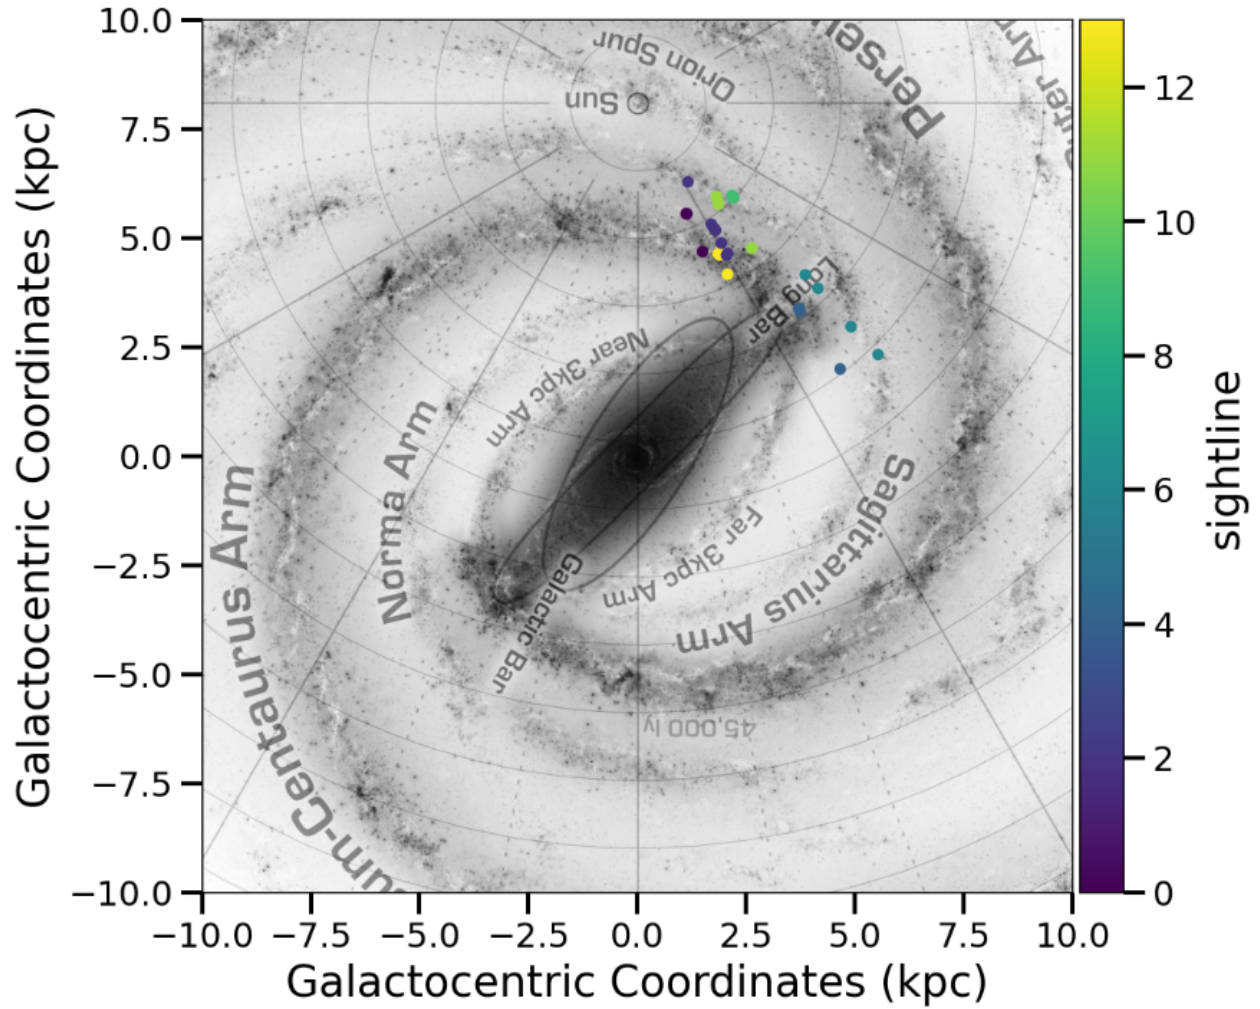 10.0
7.5
5.0
2.5
0.0
−2.5
−5.0
−7.5
−10.0
−10.0
−7.5
−5.0
−2.5
0.0
2.5
5.0
7.5
10.0
Galactocentric Coordinates (kpc)
Galactocentric Coordinates (kpc)
Orion Spur
Sun
Long Bar
Near 3kpc Arm
Norma Arm
Far 3kpc Arm
Sagittarius Arm
Galactic Bar
45,000 ly
12
10
8
6
4
2
0
sightline